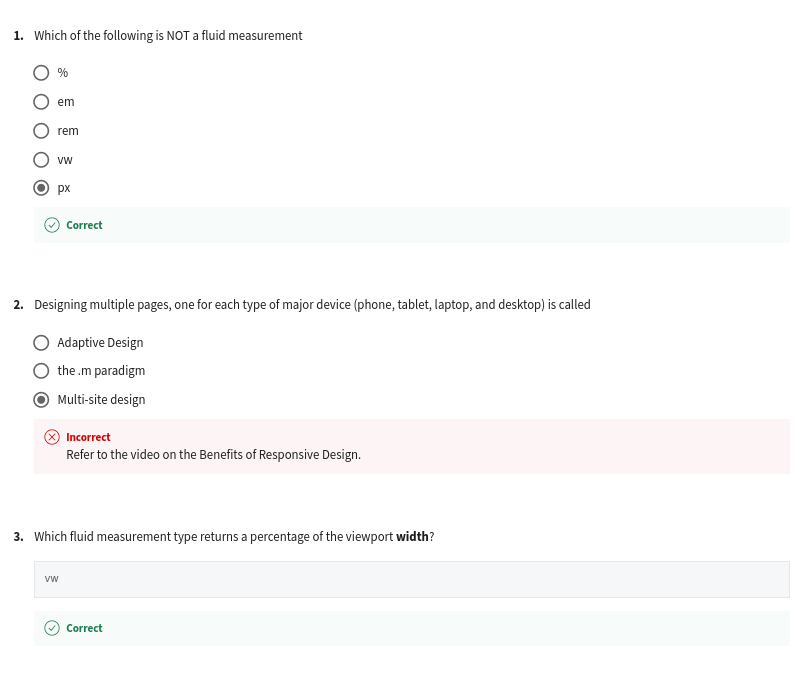 1. Which of the following is NOT a fluid measurement
%
em
rem
vw
px
Correct
2. Designing multiple pages, one for each type of major device (phone, tablet, laptop, and desktop) is called
Adaptive Design
the .m paradigm
Multi-site design
Incorrect
Refer to the video on the Benefits of Responsive Design.
3. Which fluid measurement type returns a percentage of the viewport width?
vw
Correct